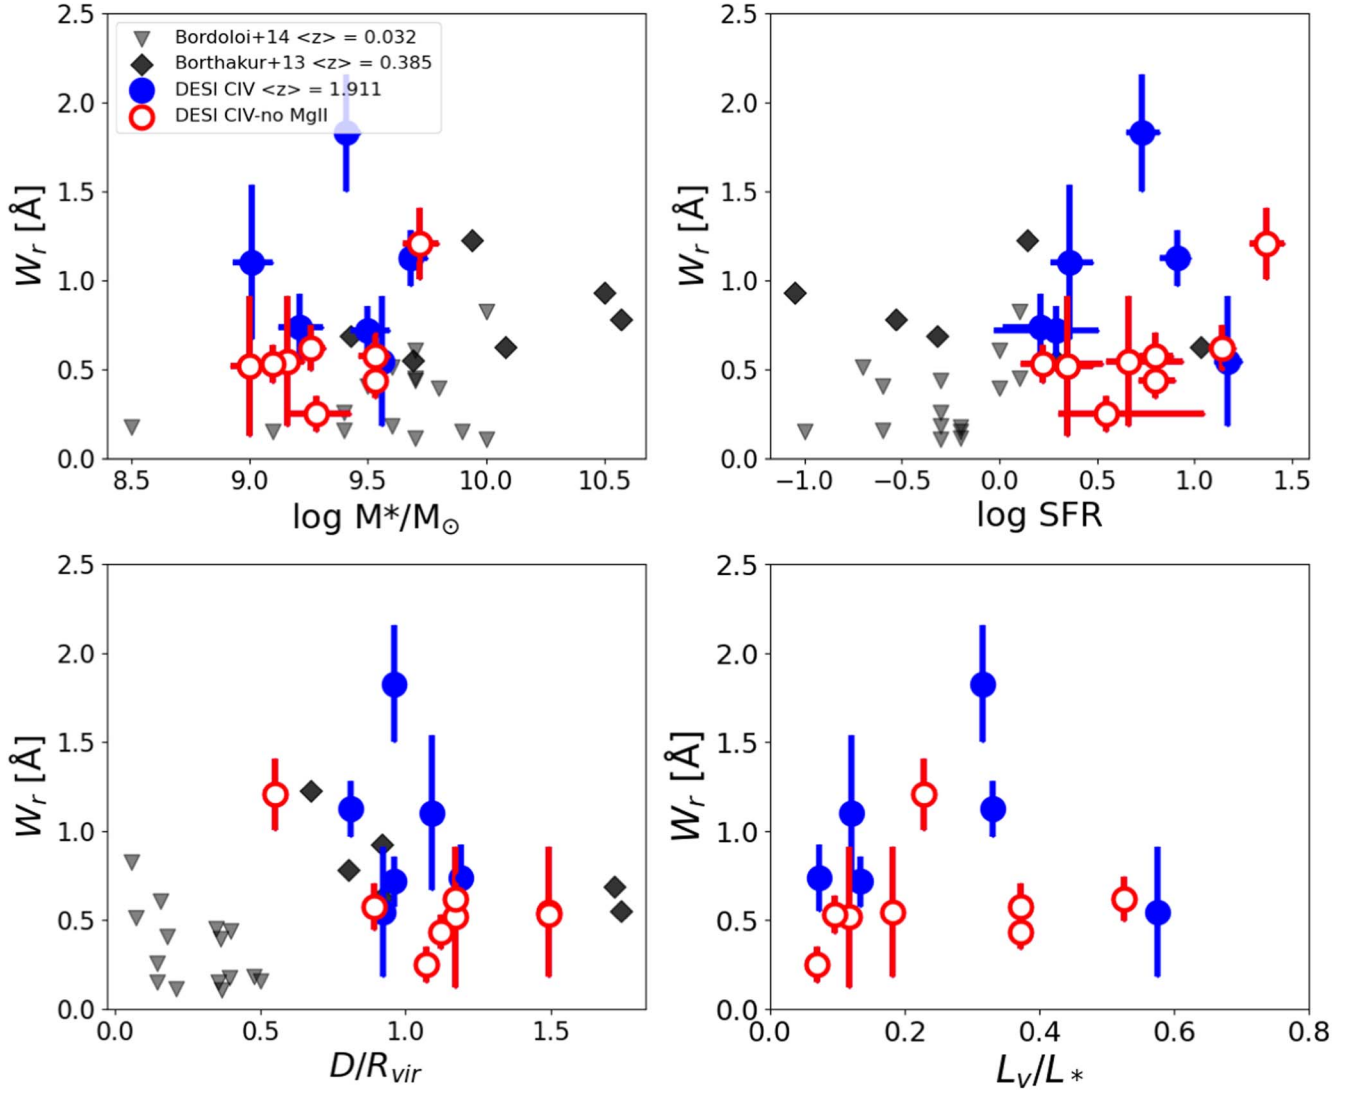 2.5
2.0
1.5
1.0
0.5
0.0
W_r [Å]
Bordoloi+14 <z> = 0.032
Borthakur+13 <z> = 0.385
DESI CIV <z> = 1.911
DESI CIV-no MgII
8.5 9.0 9.5 10.0 10.5
log M*/M⊙
2.5
2.0
1.5
1.0
0.5
0.0
W_r [Å]
−1.0 −0.5 0.0 0.5 1.0 1.5
log SFR
2.5
2.0
1.5
1.0
0.5
0.0
W_r [Å]
0.0 0.5 1.0 1.5
D/R_vir
2.5
2.0
1.5
1.0
0.5
0.0
W_r [Å]
0.0 0.2 0.4 0.6 0.8
L_v/L_*